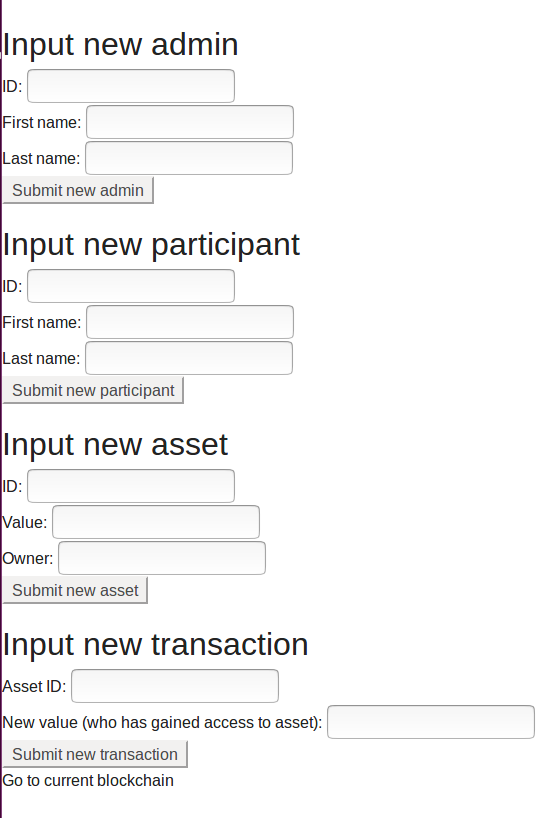 Input new admin
ID:
First name:
Last name:
Submit new admin
Input new participant
ID:
First name:
Last name:
Submit new participant
Input new asset
ID:
Value:
Owner:
Submit new asset
Input new transaction
Asset ID:
New value (who has gained access to asset):
Submit new transaction
Go to current blockchain